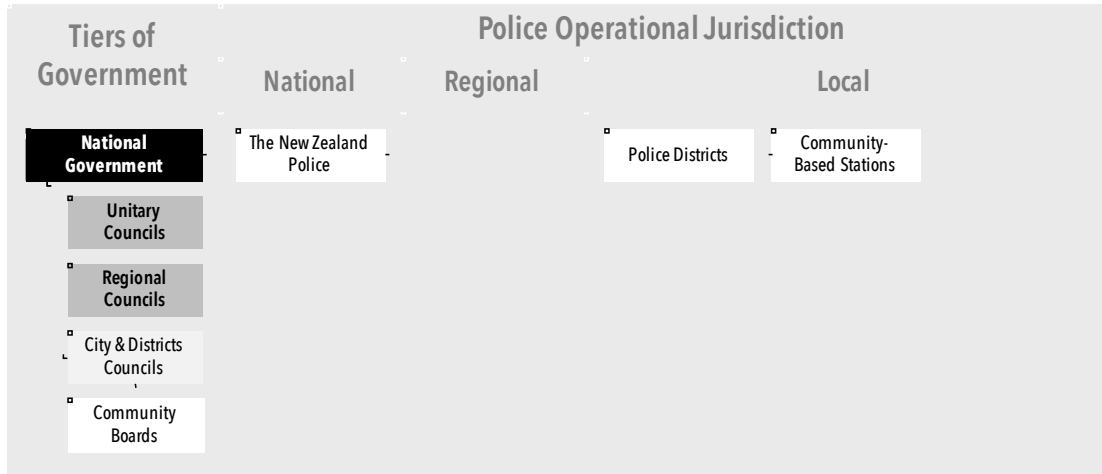 Tiers of
Government
Police Operational Jurisdiction
National
Regional
Local
National
Government
The New Zealand
Police
Police Districts
Community-
Based Stations
Unitary
Councils
Regional
Councils
City & Districts
Councils
Community
Boards